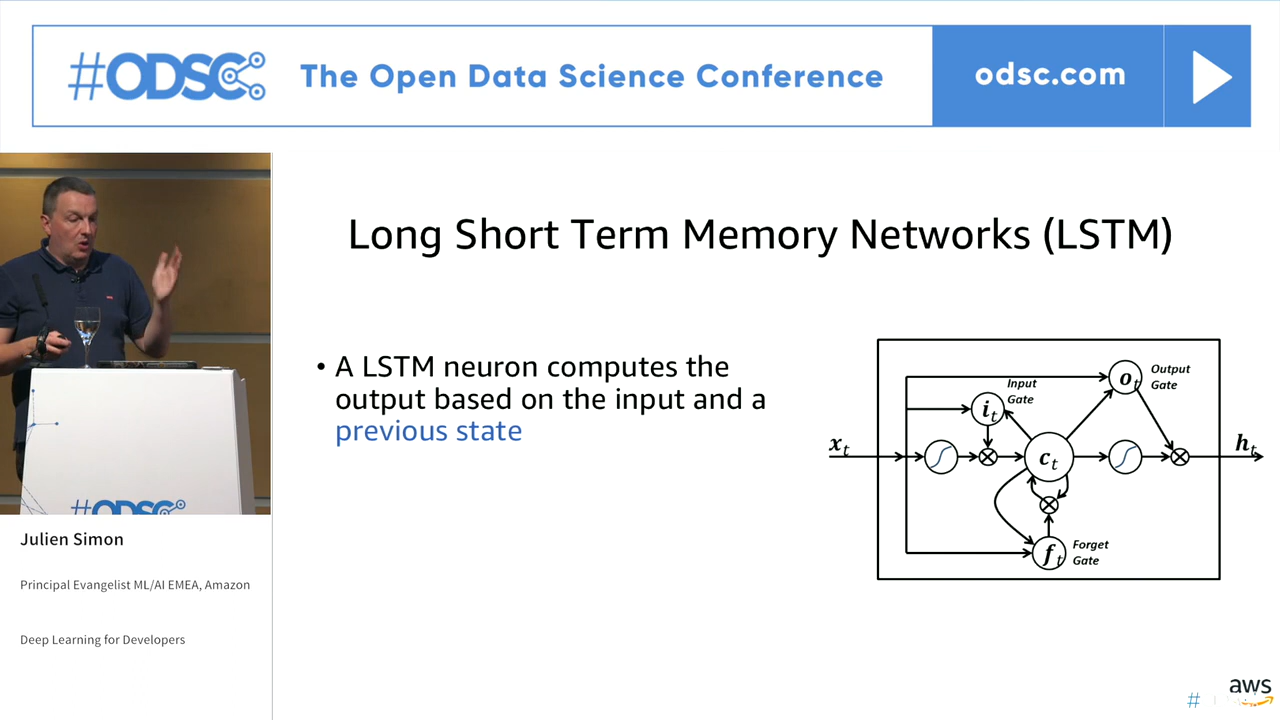 #ODSC
The Open Data Science Conference
odsc.com
Long Short Term Memory Networks (LSTM)
• A LSTM neuron computes the
output based on the input and a
previous state
Input
Gate
Output
Gate
i_t
o_t
x_t
c_t
h_t
f_t
Forget
Gate
#ODSC
Julien Simon
Principal Evangelist ML/AI EMEA, Amazon
Deep Learning for Developers
aws
#